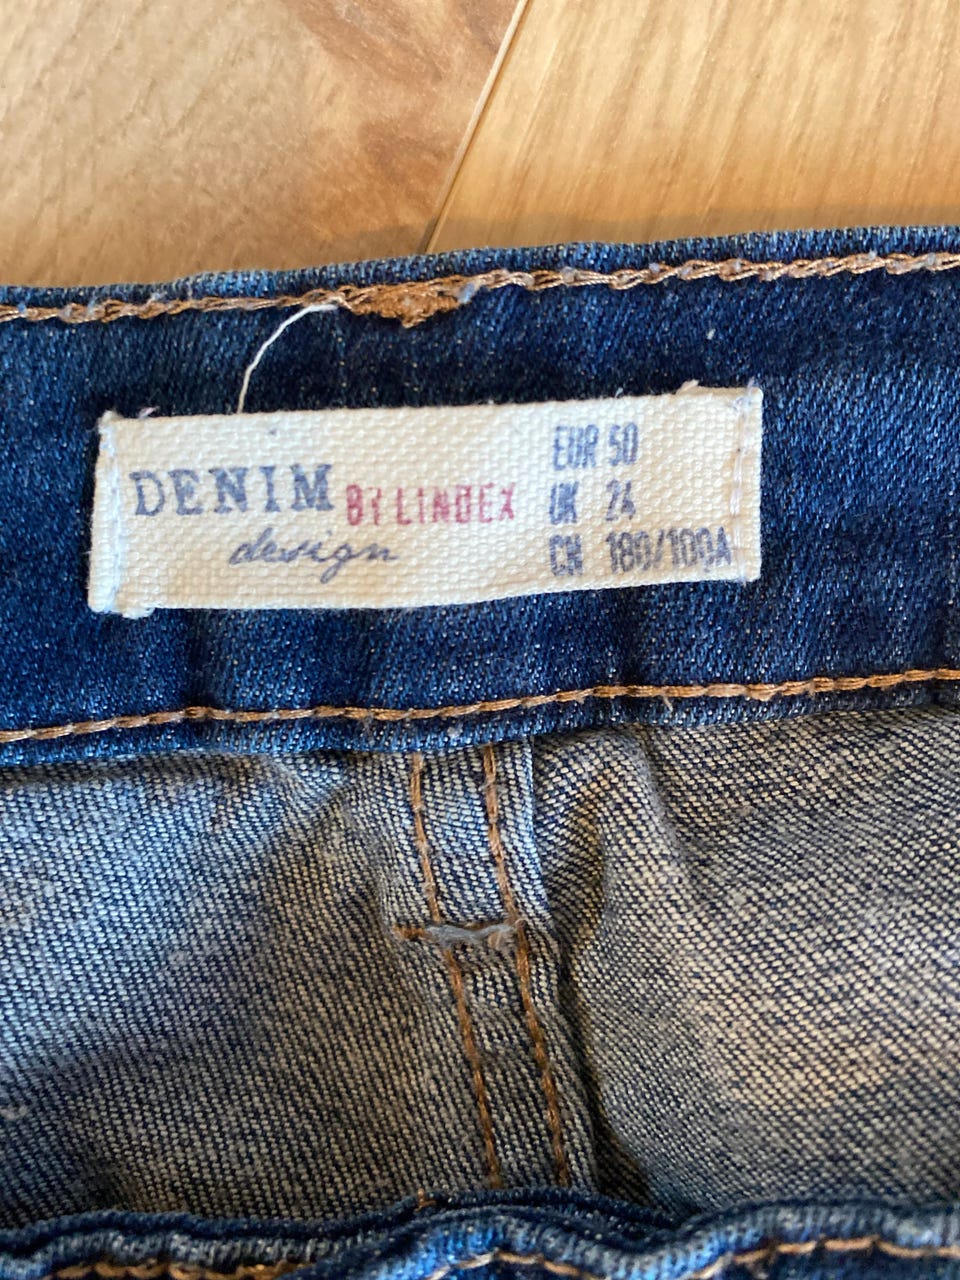 DENIM BY LINDEX
design
EUR 50
UK 24
CN 180/100A